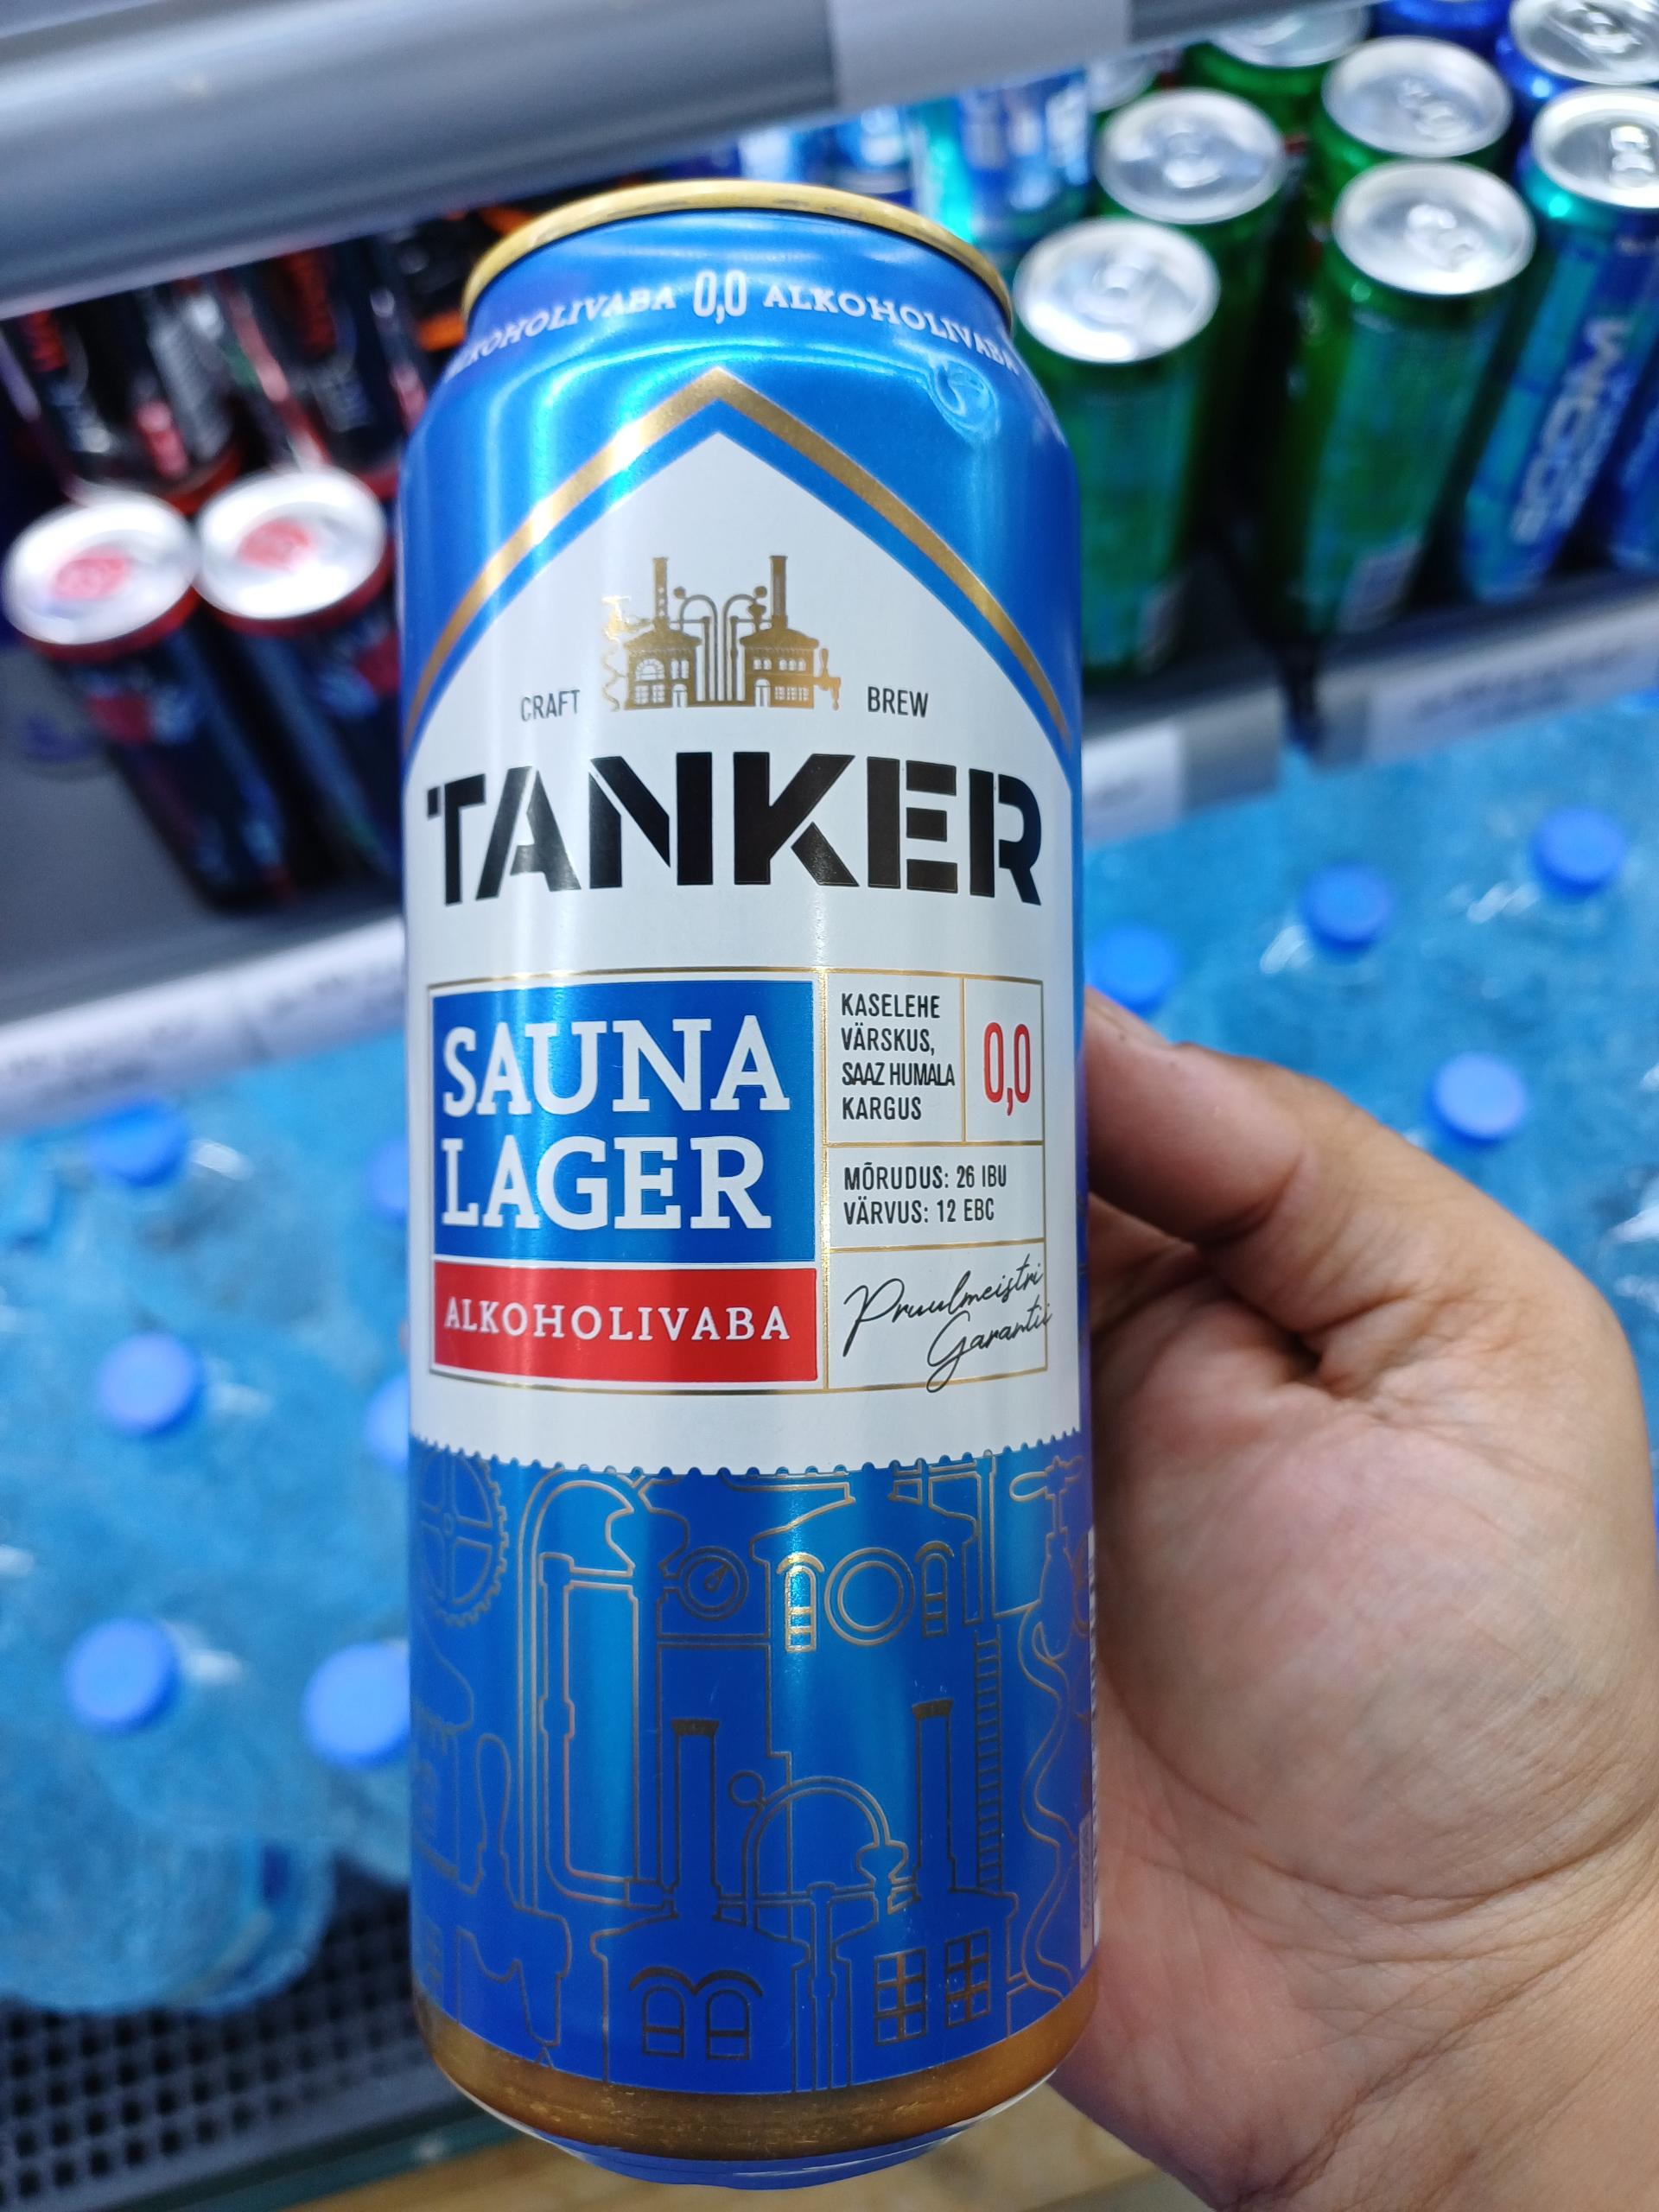 ALKOHOLIVABA 0,0 ALKOHOLIVABA
CRAFT BREW
TANKER
SAUNA
LAGER
ALKOHOLIVABA
KASELEHE
VÄRSKUS,
SAAZ HUMALA
KARGUS
0,0
MÕRUDUS: 26 IBU
VÄRVUS: 12 EBC
Pruulmeistri
Garantii